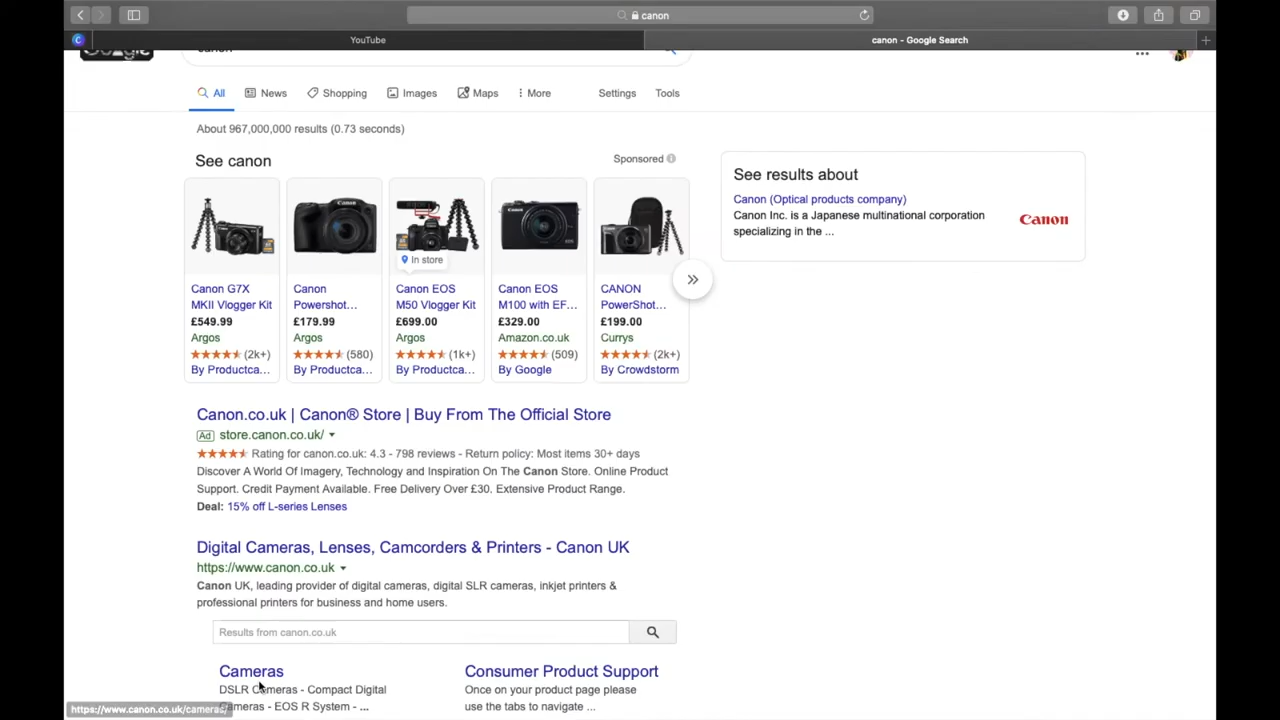 canon
C
YouTube
canon - Google Search
All
News
Shopping
Images
Maps
More
Settings
Tools
About 967,000,000 results (0.73 seconds)
See canon
Sponsored
In store
Canon G7X
MKII Vlogger Kit
£549.99
Argos
(2k+)
By Productca...
Canon
Powershot...
£179.99
Argos
(580)
By Productca...
Canon EOS
M50 Vlogger Kit
£699.00
Argos
(1k+)
By Productca...
Canon EOS
M100 with EF...
£329.00
Amazon.co.uk
(509)
By Google
CANON
PowerShot...
£199.00
Currys
(2k+)
By Crowdstorm
See results about
Canon (Optical products company)
Canon Inc. is a Japanese multinational corporation
specializing in the ...
Canon
Canon.co.uk | Canon® Store | Buy From The Official Store
Ad store.canon.co.uk/
Rating for canon.co.uk: 4.3 - 798 reviews - Return policy: Most items 30+ days
Discover A World Of Imagery, Technology and Inspiration On The Canon Store. Online Product
Support. Credit Payment Available. Free Delivery Over £30. Extensive Product Range.
Deal: 15% off L-series Lenses
Digital Cameras, Lenses, Camcorders & Printers - Canon UK
https://www.canon.co.uk
Canon UK, leading provider of digital cameras, digital SLR cameras, inkjet printers &
professional printers for business and home users.
Results from canon.co.uk
Cameras
DSLR Cameras - Compact Digital
Cameras - EOS R System - ...
Consumer Product Support
Once on your product page please
use the tabs to navigate ...
https://www.canon.co.uk/cameras/